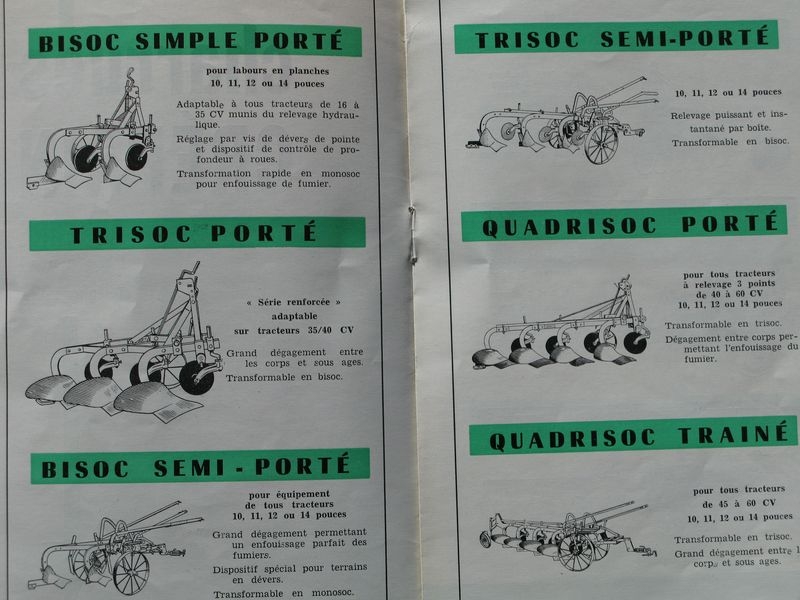 BISOC SIMPLE PORTÉ
pour labours en planches
10, 11, 12 ou 14 pouces
Adaptable à tous tracteurs de 16 à
35 CV munis du relevage hydrau-
lique.
Réglage par vis de dévers de pointe
et dispositif de contrôle de pro-
fondeur à roues.
Transformation rapide en monosoc
pour enfouissage de fumier.
TRISOC PORTÉ
« Série renforcée »
adaptable
sur tracteurs 35/40 CV
Grand dégagement entre
les corps et sous ages.
Transformable en bisoc.
BISOC SEMI - PORTÉ
pour équipement
de tous tracteurs
10, 11, 12 ou 14 pouces
Grand dégagement permettant
un enfouissage parfait des
fumiers.
Dispositif spécial pour terrains
en dévers.
Transformable en monosoc.
TRISOC SEMI-PORTÉ
10, 11, 12 ou 14 pouces
Relevage puissant et ins-
tantané par boîte.
Transformable en bisoc.
QUADRISOC PORTÉ
pour tous tracteurs
à relevage 3 points
de 40 à 60 CV
10, 11, 12 ou 14 pouces
Transformable en trisoc.
Dégagement entre corps per-
mettant l'enfouissage du
fumier.
QUADRISOC TRAINÉ
pour tous tracteurs
de 45 à 60 CV
10, 11, 12 ou 14 pouces
Transformable en trisoc.
Grand dégagement entre
corps et sous ages.